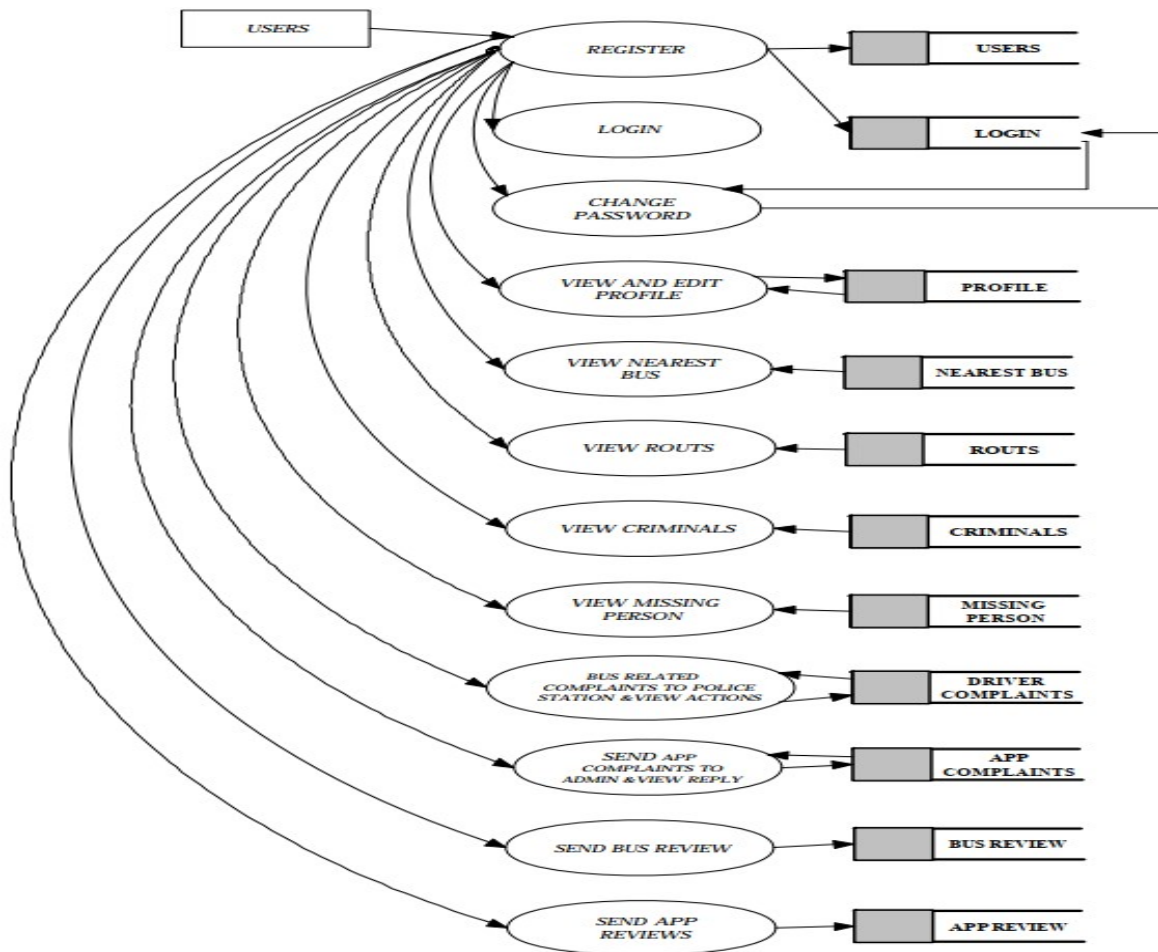 USERS
REGISTER
USERS
LOGIN
LOGIN
CHANGE
PASSWORD
VIEW AND EDIT
PROFILE
PROFILE
VIEW NEAREST
BUS
NEAREST BUS
VIEW ROUTS
ROUTS
VIEW CRIMINALS
CRIMINALS
VIEW MISSING
PERSON
MISSING
PERSON
BUS RELATED
COMPLAINTS TO POLICE
STATION &VIEW ACTIONS
DRIVER
COMPLAINTS
SEND APP
COMPLAINTS TO
ADMIN &VIEW REPLY
APP
COMPLAINTS
SEND BUS REVIEW
BUS REVIEW
SEND APP
REVIEWS
APP REVIEW